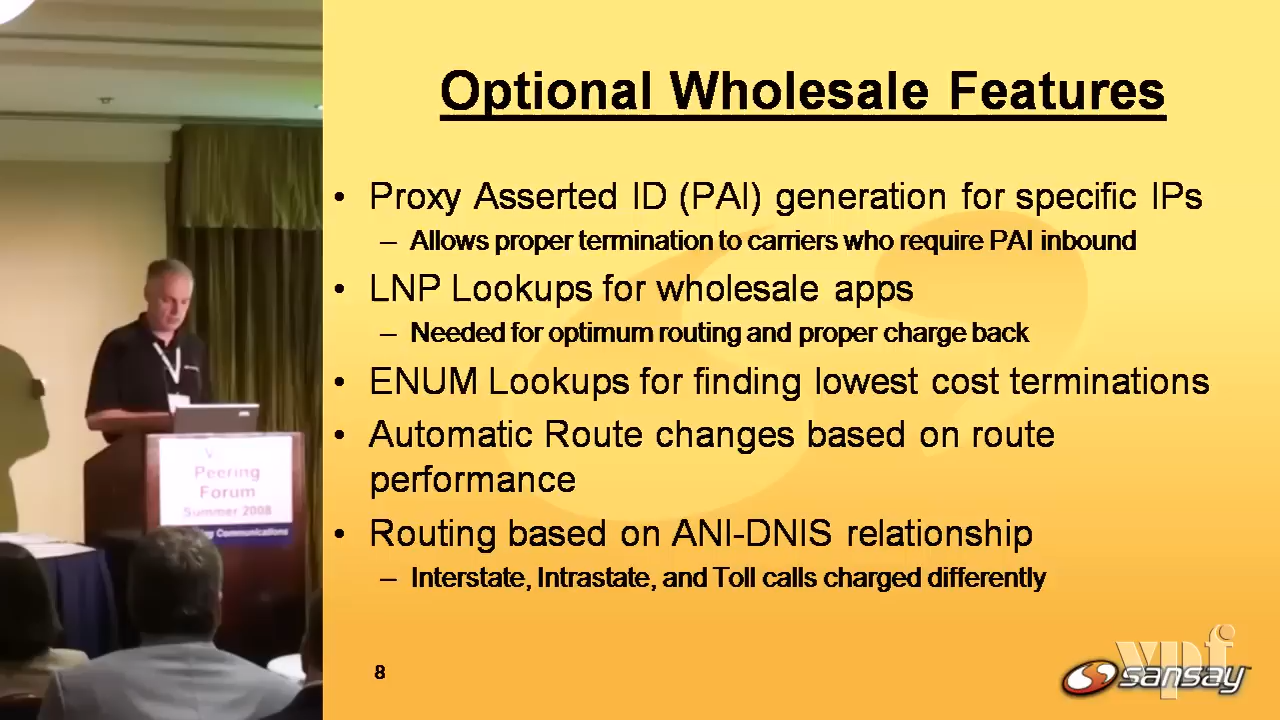 Optional Wholesale Features
• Proxy Asserted ID (PAI) generation for specific IPs
– Allows proper termination to carriers who require PAI inbound
• LNP Lookups for wholesale apps
– Needed for optimum routing and proper charge back
• ENUM Lookups for finding lowest cost terminations
• Automatic Route changes based on route
performance
• Routing based on ANI-DNIS relationship
– Interstate, Intrastate, and Toll calls charged differently
8
vpf
sansay
Peering
Forum
Summer 2008
Communications